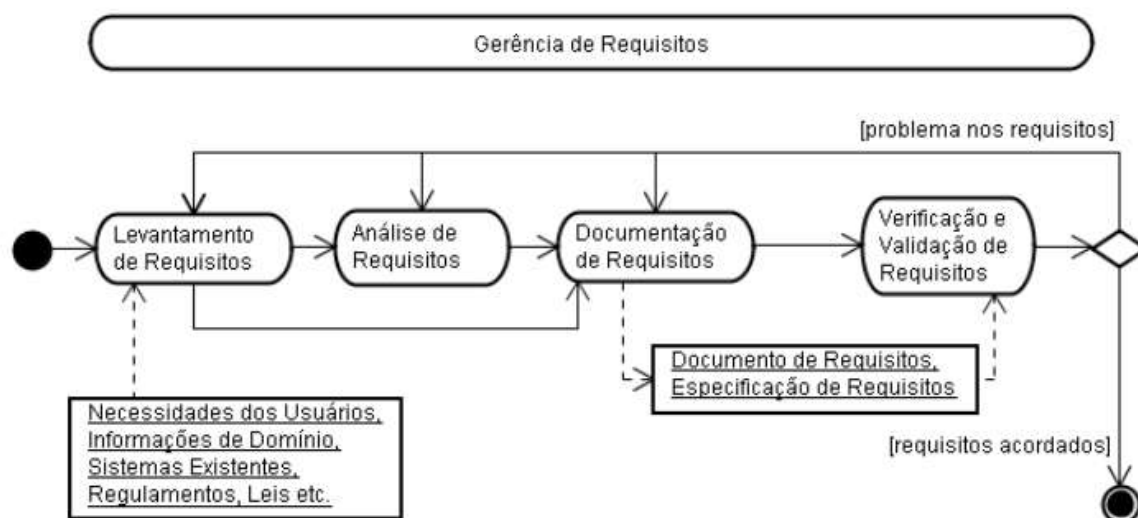 Gerência de Requisitos
[problema nos requisitos]
Levantamento
de Requisitos
Análise de
Requisitos
Documentação
de Requisitos
Verificação e
Validação de
Requisitos
Documento de Requisitos,
Especificação de Requisitos
Necessidades dos Usuários,
Informações de Domínio,
Sistemas Existentes,
Regulamentos, Leis etc.
[requisitos acordados]